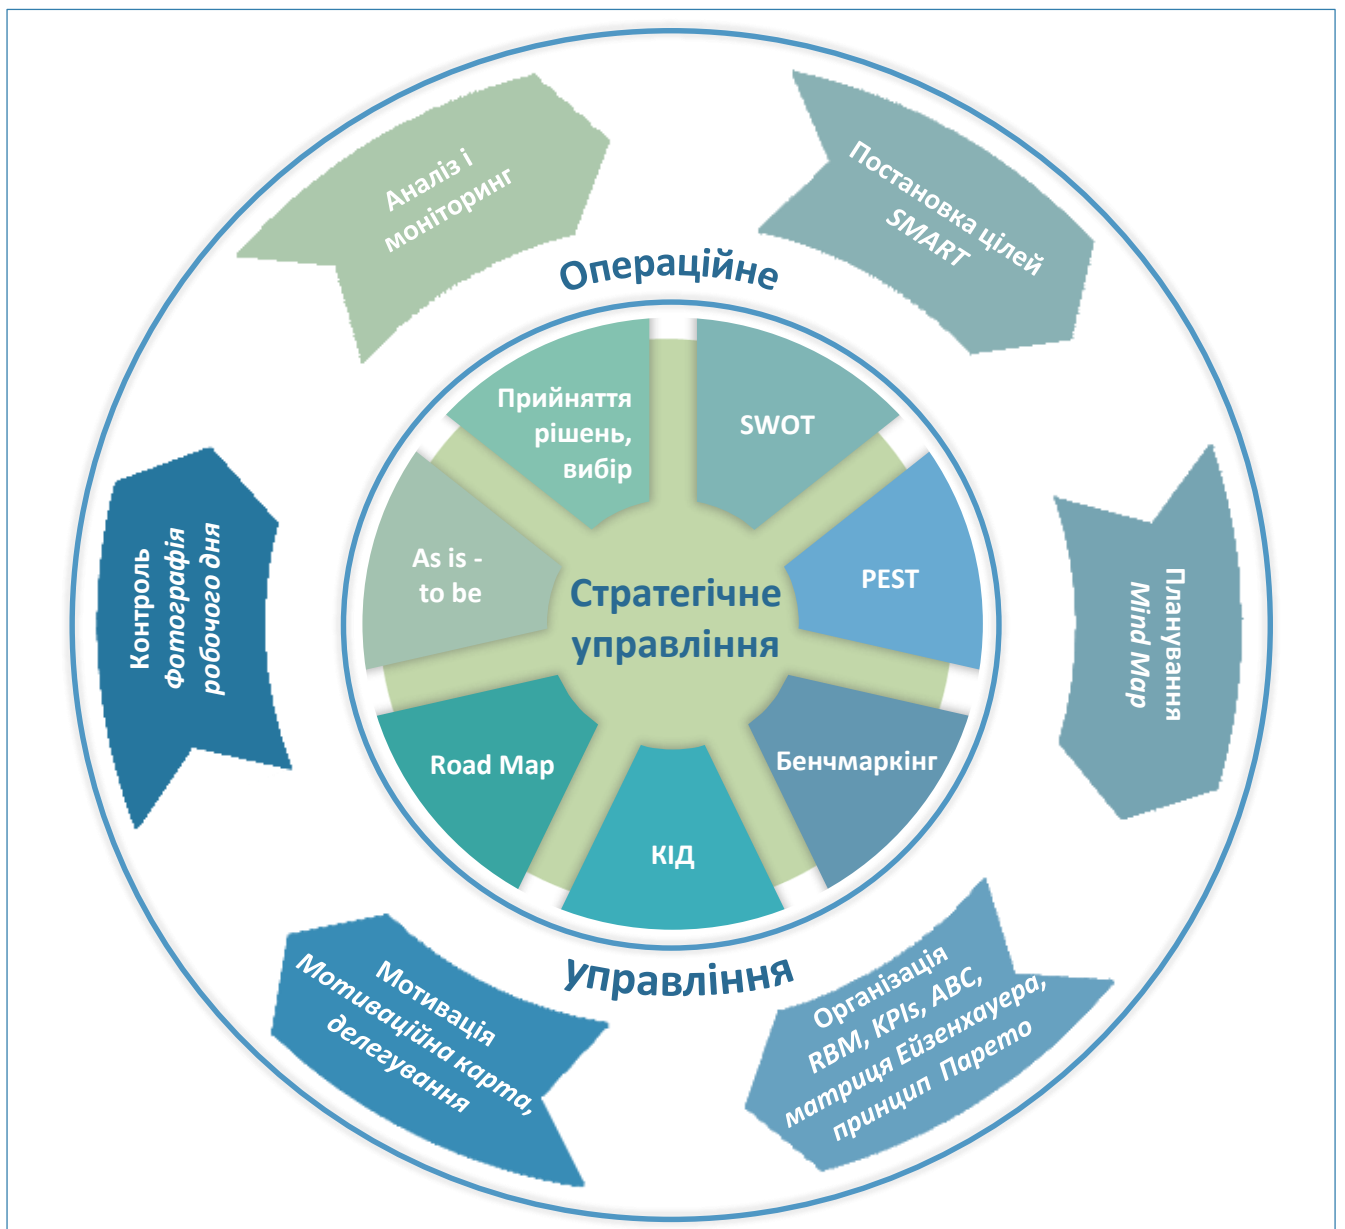 Аналіз і
моніторинг
Постановка цілей
SMART
Операційне
Прийняття
рішень,
вибір
SWOT
As is -
to be
PEST
Стратегічне
управління
Road Map
Бенчмаркінг
КІД
Контроль
Фотографія
робочого дня
Планування
Mind Map
управління
Мотивація
Мотиваційна карта,
делегування
Організація
RBM, KPIs, ABC,
матриця Ейзенхауера,
принцип Парето